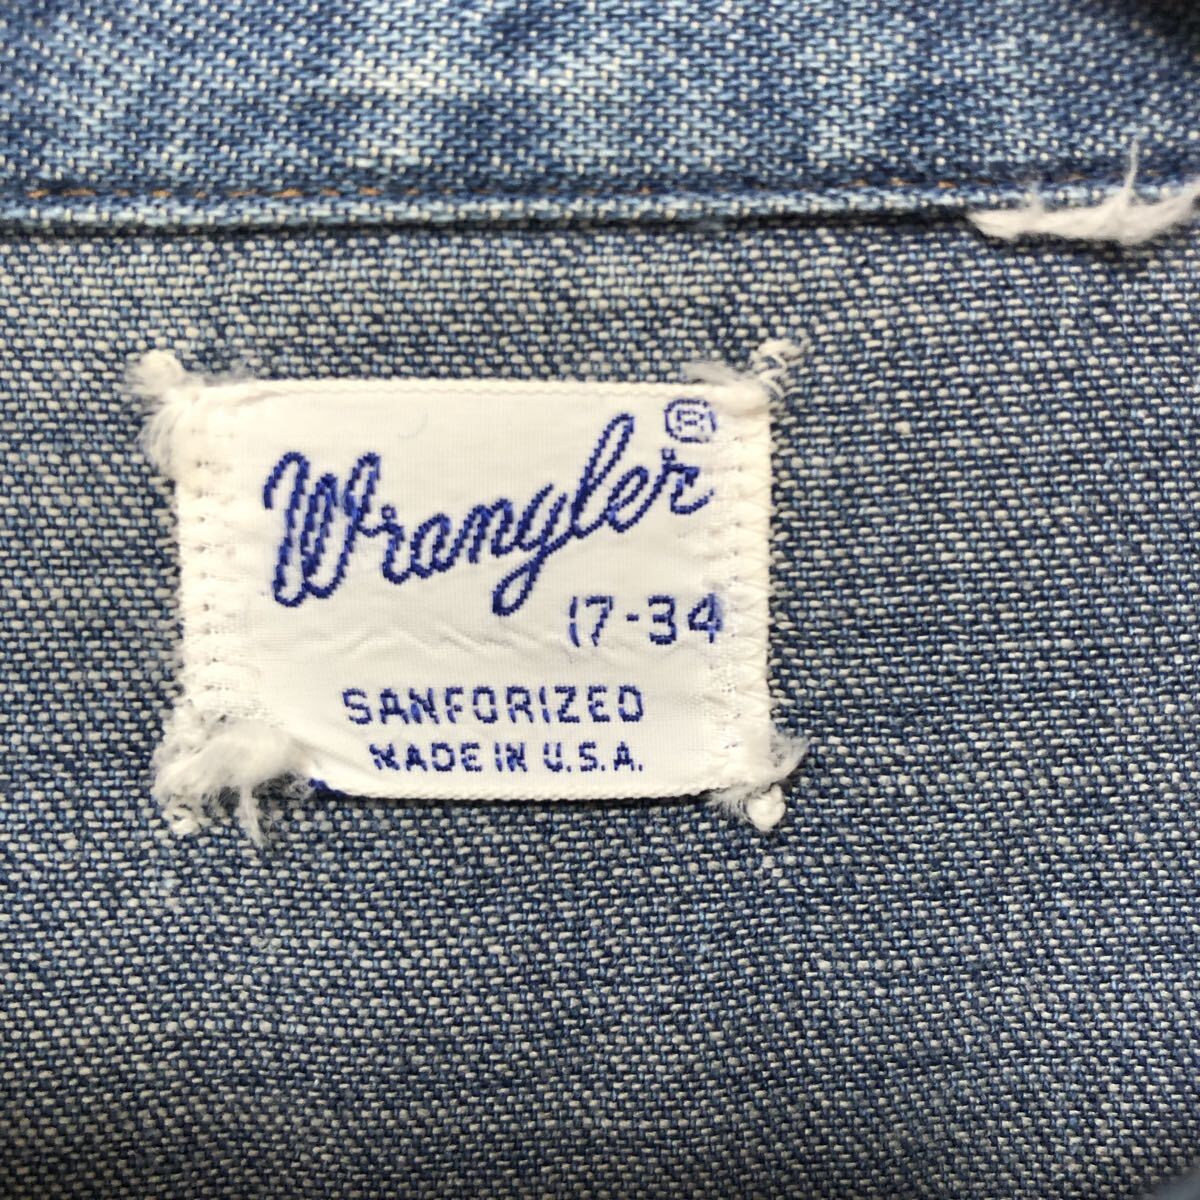 Wrangler®
17-34
SANFORIZED
MADE IN U.S.A.